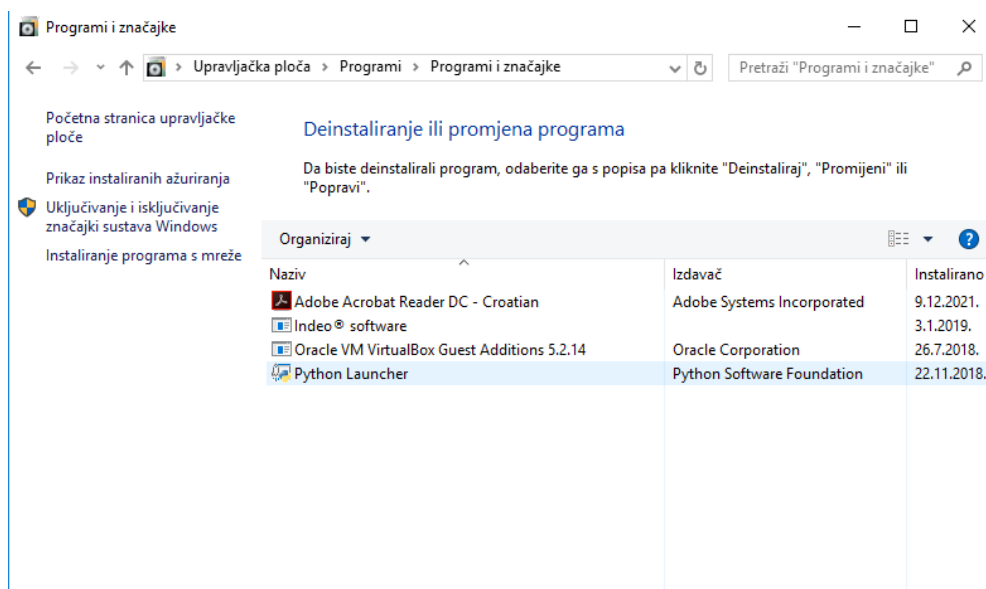 Programi i značajke
Upravljačka ploča > Programi > Programi i značajke
Pretraži "Programi i značajke"
Početna stranica upravljačke
ploče
Prikaz instaliranih ažuriranja
Uključivanje i isključivanje
značajki sustava Windows
Instaliranje programa s mreže
Deinstaliranje ili promjena programa
Da biste deinstalirali program, odaberite ga s popisa pa kliknite "Deinstaliraj", "Promijeni" ili
"Popravi".
Organiziraj
Naziv Izdavač Instalirano
Adobe Acrobat Reader DC - Croatian Adobe Systems Incorporated 9.12.2021.
Indeo® software 3.1.2019.
Oracle VM VirtualBox Guest Additions 5.2.14 Oracle Corporation 26.7.2018.
Python Launcher Python Software Foundation 22.11.2018.